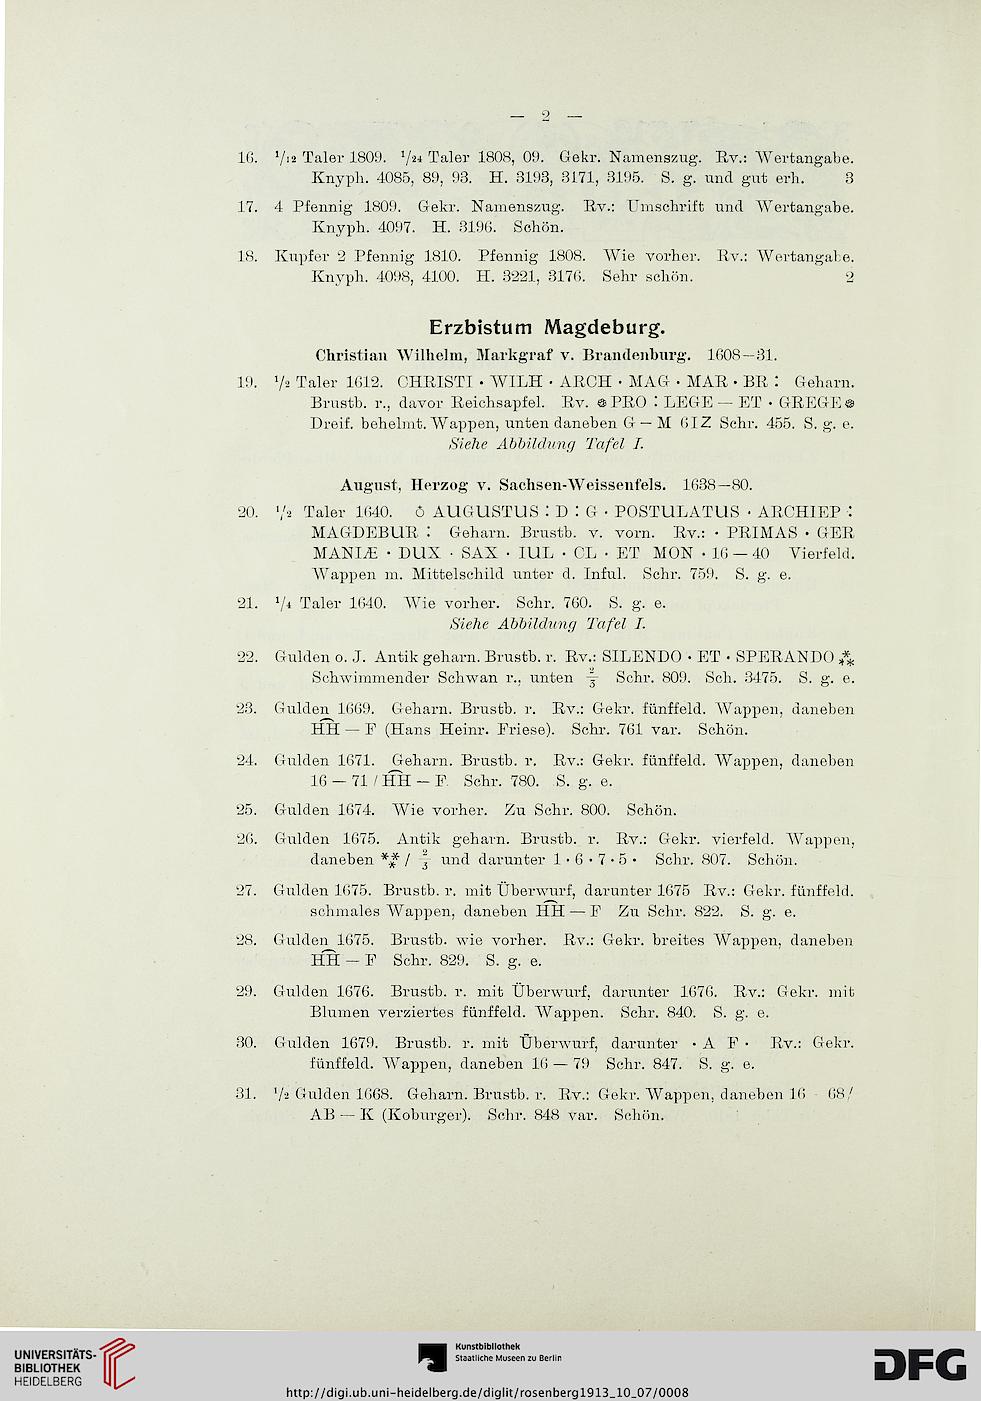 — 2 —
16. 1/12 Taler 1809. 1/24 Taler 1808, 09. Gekr. Namenszug. Rv.: Wertangabe.
Knyph. 4085, 89, 93. H. 3193, 3171, 3195. S. g. und gut erh. 3
17. 4 Pfennig 1809. Gekr. Namenszug. Rv.: Umschrift und Wertangabe.
Knyph. 4097. H. 3196. Schön.
18. Kupfer 2 Pfennig 1810. Pfennig 1808. Wie vorher. Rv.: Wertangabe.
Knyph. 4098, 4100. H. 3221, 3176. Sehr schön. 2
Erzbistum Magdeburg.
Christian Wilhelm, Markgraf v. Brandenburg. 1608—31.
19. 1/2 Taler 1612. CHRISTI • WILH • ARCH • MAG • MAR • BR : Geharn.
Brustb. r., davor Reichsapfel. Rv. ❁ PRO : LEGE — ET • GREGE ❁
Dreif. behelmt. Wappen, unten daneben G — M 61Z Schr. 455. S. g. e.
Siehe Abbildung Tafel I.
August, Herzog v. Sachsen-Weissenfels. 1638—80.
20. 1/2 Taler 1640. ♁ AUGUSTUS : D : G • POSTULATUS • ARCHIEP :
MAGDEBUR : Geharn. Brustb. v. vorn. Rv.: • PRIMAS • GER
MANIÆ • DUX • SAX • IUL • CL • ET MON • 16 — 40 Vierfeld.
Wappen m. Mittelschild unter d. Inful. Schr. 759. S. g. e.
21. 1/4 Taler 1640. Wie vorher. Schr. 760. S. g. e.
Siehe Abbildung Tafel I.
22. Gulden o. J. Antik geharn. Brustb. r. Rv.: SILENDO • ET • SPERANDO ⁂
Schwimmender Schwan r., unten 2/3 Schr. 809. Sch. 3475. S. g. e.
23. Gulden 1669. Geharn. Brustb. r. Rv.: Gekr. fünffeld. Wappen, daneben
HH — F (Hans Heinr. Friese). Schr. 761 var. Schön.
24. Gulden 1671. Geharn. Brustb. r. Rv.: Gekr. fünffeld. Wappen, daneben
16 — 71 / HH — F. Schr. 780. S. g. e.
25. Gulden 1674. Wie vorher. Zu Schr. 800. Schön.
26. Gulden 1675. Antik geharn. Brustb. r. Rv.: Gekr. vierfeld. Wappen,
daneben *** / 2/3 und darunter 1 • 6 • 7 • 5 • Schr. 807. Schön.
27. Gulden 1675. Brustb. r. mit Überwurf, darunter 1675 Rv.: Gekr. fünffeld.
schmales Wappen, daneben HH — F Zu Schr. 822. S. g. e.
28. Gulden 1675. Brustb. wie vorher. Rv.: Gekr. breites Wappen, daneben
HH — F Schr. 829. S. g. e.
29. Gulden 1676. Brustb. r. mit Überwurf, darunter 1676. Rv.: Gekr. mit
Blumen verziertes fünffeld. Wappen. Schr. 840. S. g. e.
30. Gulden 1679. Brustb. r. mit Überwurf, darunter • A F • Rv.: Gekr.
fünffeld. Wappen, daneben 16 — 79 Schr. 847. S. g. e.
31. 1/2 Gulden 1668. Geharn. Brustb. r. Rv.: Gekr. Wappen, daneben 16 - 68 /
AB — K (Koburger). Schr. 848 var. Schön.
UNIVERSITÄTS-
BIBLIOTHEK
HEIDELBERG
Kunstbibliothek
Staatliche Museen zu Berlin
DFG
http://digi.ub.uni-heidelberg.de/diglit/rosenberg1913_10_07/0008